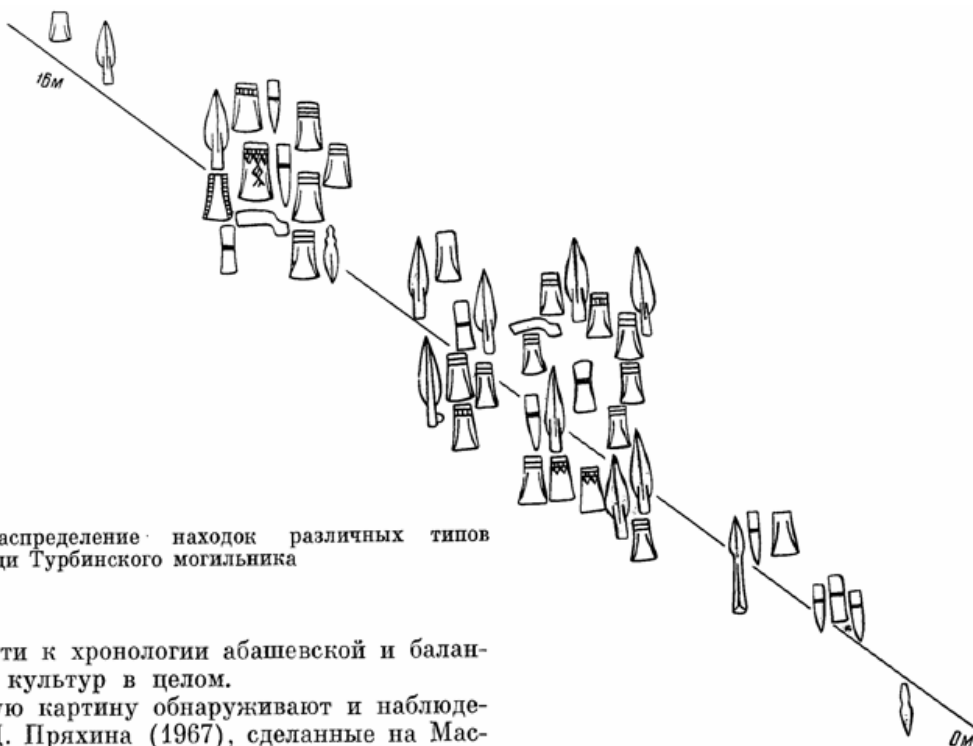 16м
аспределение находок различных типов
ди Турбинского могильника
ти к хронологии абашевской и балан-
культур в целом.
ую картину обнаруживают и наблюде-
Д. Пряхина (1967), сделанные на Мас-
0м